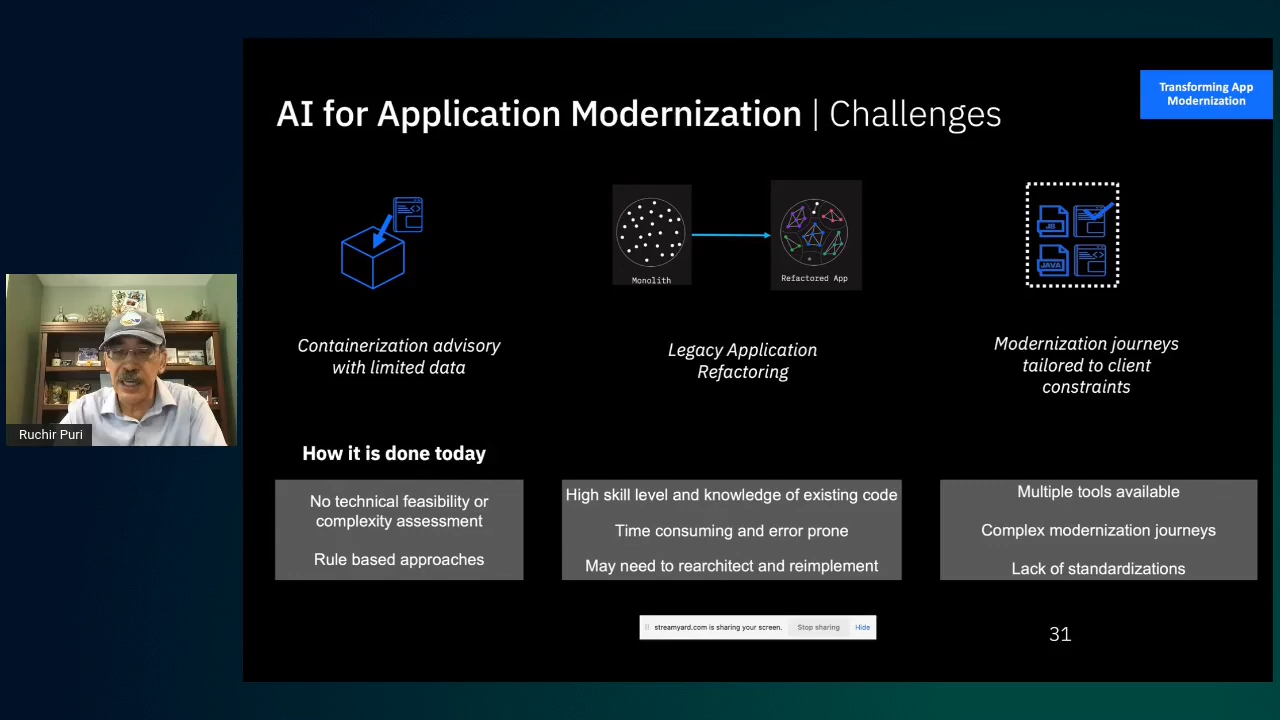 Transforming App
Modernization
AI for Application Modernization | Challenges
Monolith
Refactored App
JS
JAVA
Containerization advisory
with limited data
Legacy Application
Refactoring
Modernization journeys
tailored to client
constraints
Ruchir Puri
How it is done today
No technical feasibility or
complexity assessment
Rule based approaches
High skill level and knowledge of existing code
Time consuming and error prone
May need to rearchitect and reimplement
Multiple tools available
Complex modernization journeys
Lack of standardizations
streamyard.com is sharing your screen.
Stop sharing
Hide
31